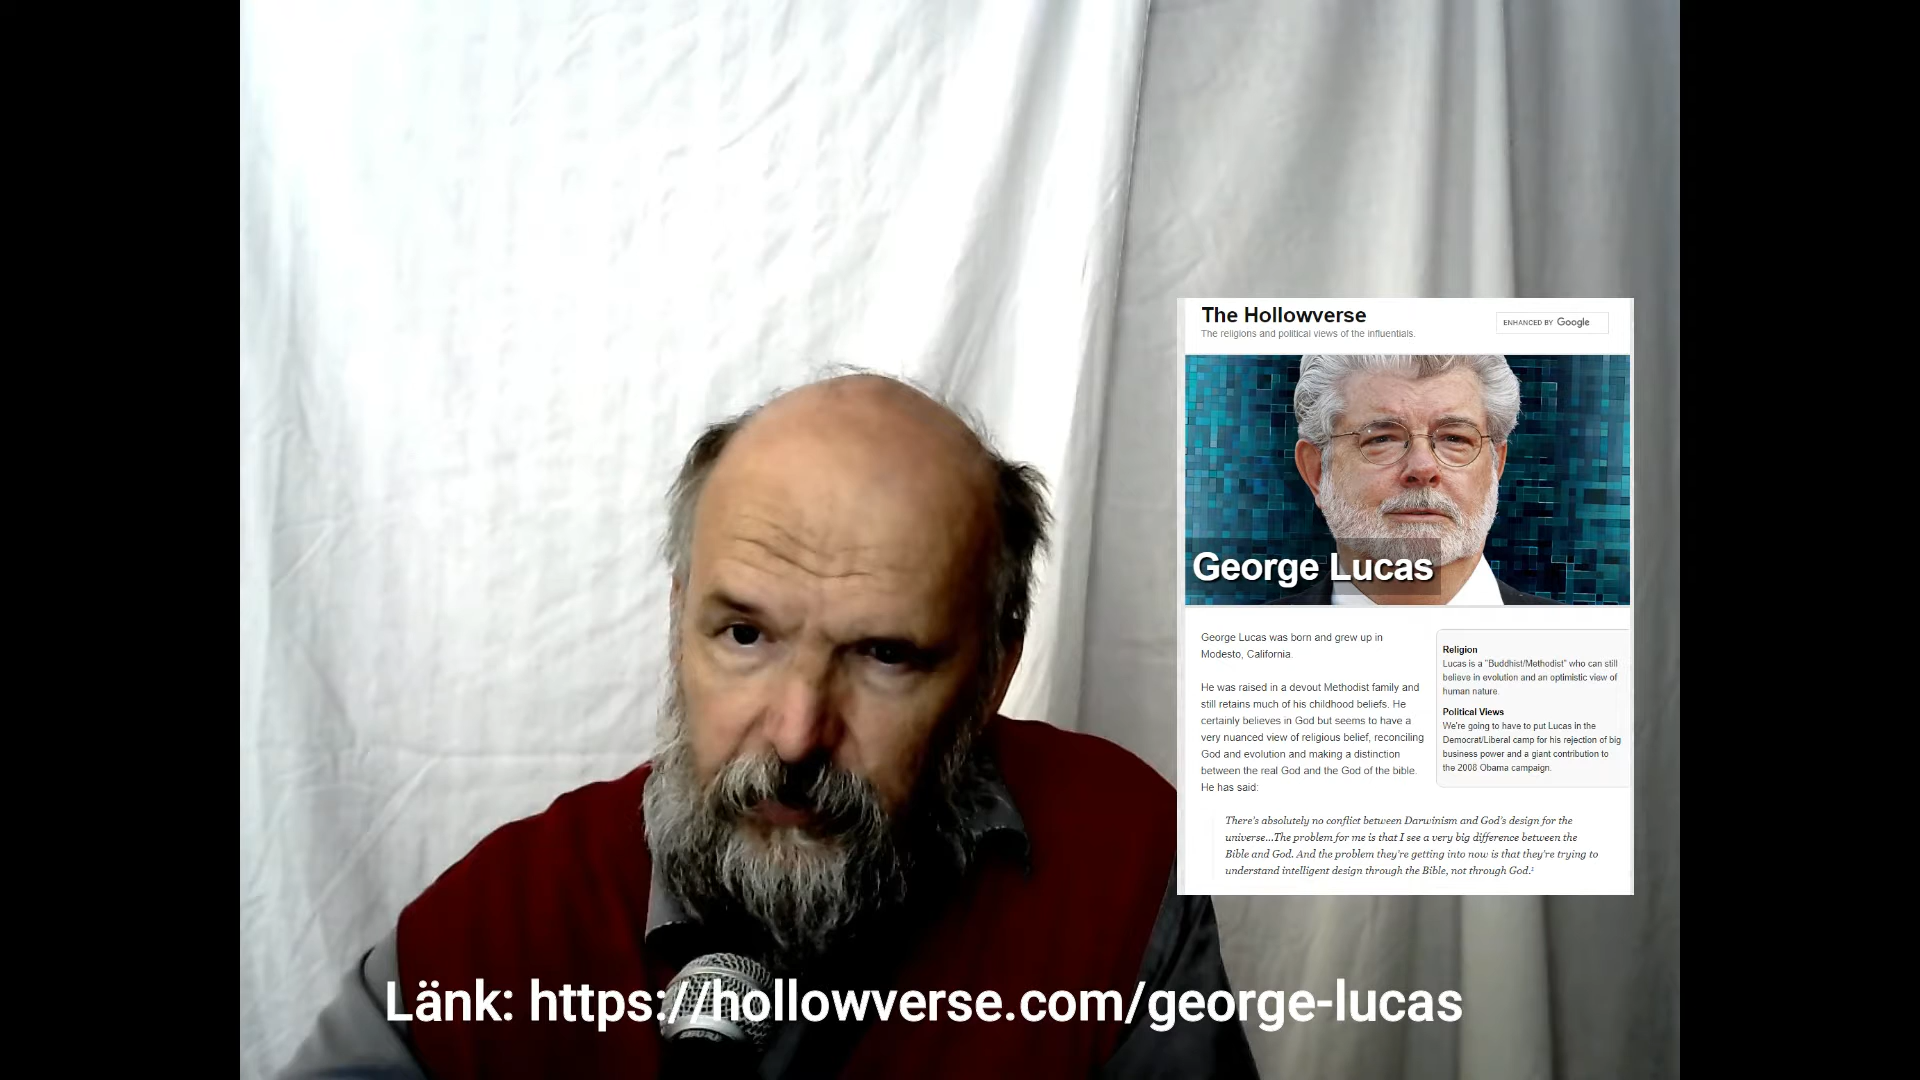 The Hollowverse
The religions and political views of the influentials.
ENHANCED BY Google
George Lucas
George Lucas was born and grew up in
Modesto, California.
He was raised in a devout Methodist family and
still retains much of his childhood beliefs. He
certainly believes in God but seems to have a
very nuanced view of religious belief, reconciling
God and evolution and making a distinction
between the real God and the God of the bible.
He has said:
Religion
Lucas is a "Buddhist/Methodist" who can still
believe in evolution and an optimistic view of
human nature.
Political Views
We're going to have to put Lucas in the
Democrat/Liberal camp for his rejection of big
business power and a giant contribution to
the 2008 Obama campaign.
There's absolutely no conflict between Darwinism and God's design for the
universe...The problem for me is that I see a very big difference between the
Bible and God. And the problem they're getting into now is that they're trying to
understand intelligent design through the Bible, not through God.¹
Länk: https://hollowverse.com/george-lucas